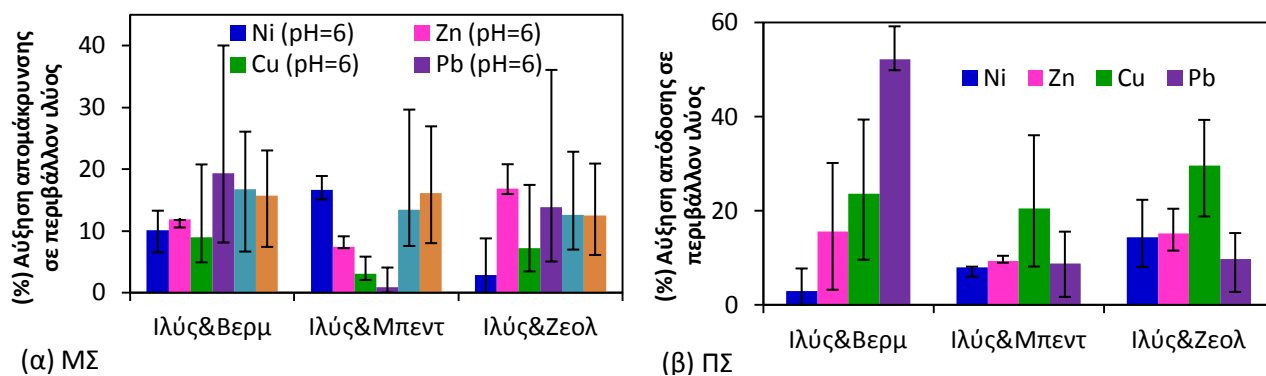 (%) Αύξηση απομάκρυνσης
σε περιβάλλον ιλύος
40
30
20
10
0
Ni (pH=6)
Zn (pH=6)
Cu (pH=6)
Pb (pH=6)
Ιλύς&Βερμ
Ιλύς&Μπεντ
Ιλύς&Ζεολ
(α) ΜΣ
(%) Αύξηση απόδοσης σε
περιβάλλον ιλύος
60
40
20
0
Ni
Zn
Cu
Pb
Ιλύς&Βερμ
Ιλύς&Μπεντ
Ιλύς&Ζεολ
(β) ΠΣ